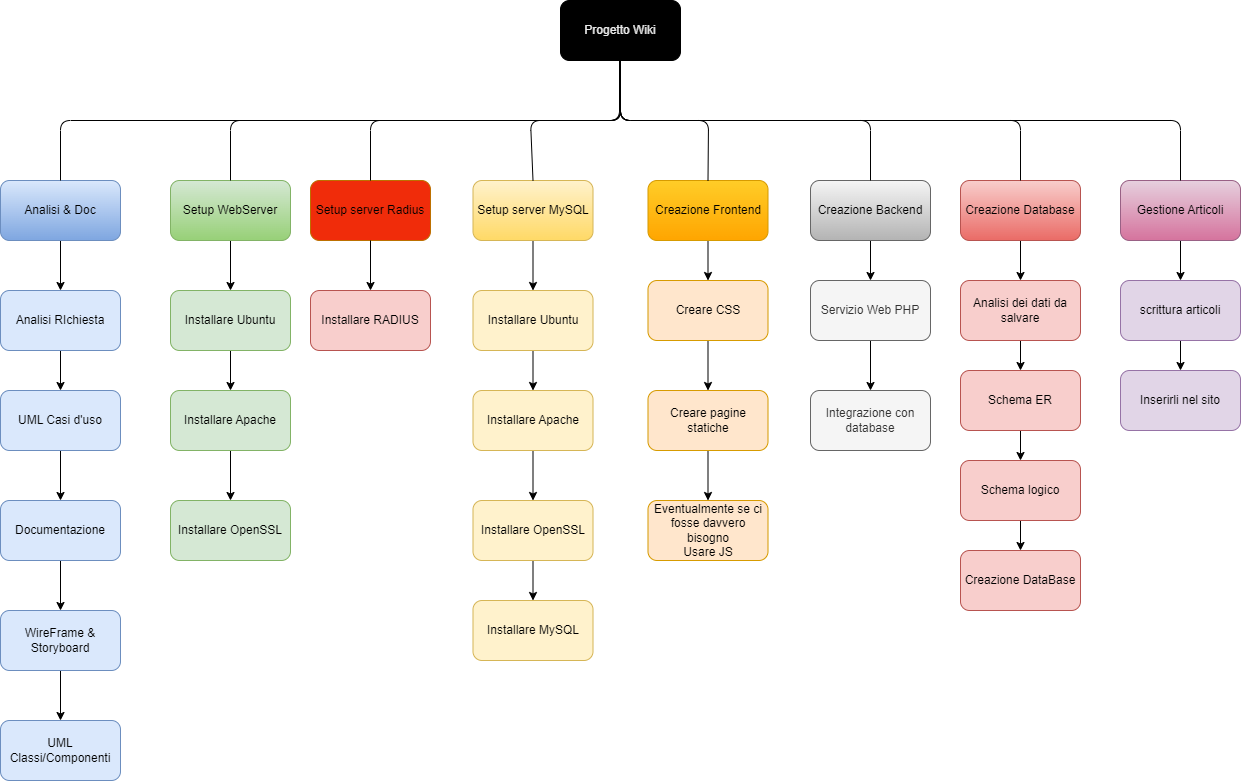 Progetto Wiki
Analisi & Doc
Setup WebServer
Setup server Radius
Setup server MySQL
Creazione Frontend
Creazione Backend
Creazione Database
Gestione Articoli
Analisi RIchiesta
UML Casi d'uso
Documentazione
WireFrame &
Storyboard
UML
Classi/Componenti
Installare Ubuntu
Installare Apache
Installare OpenSSL
Installare RADIUS
Installare Ubuntu
Installare Apache
Installare OpenSSL
Installare MySQL
Creare CSS
Creare pagine
statiche
Eventualmente se ci
fosse davvero
bisogno
Usare JS
Servizio Web PHP
Integrazione con
database
Analisi dei dati da
salvare
Schema ER
Schema logico
Creazione DataBase
scrittura articoli
Inserirli nel sito